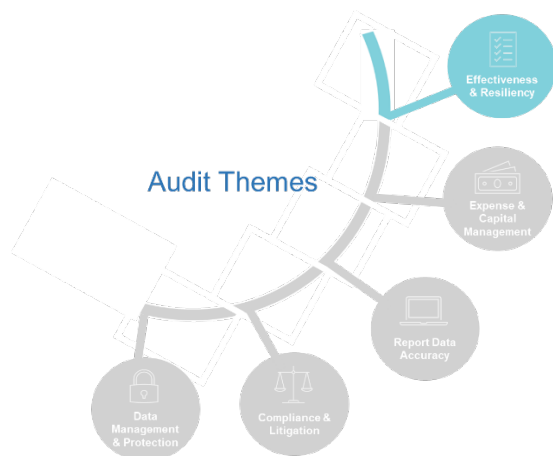 Effectiveness
& Resiliency
Audit Themes
Expense &
Capital
Management
Report Data
Accuracy
Compliance &
Litigation
Data
Management
& Protection